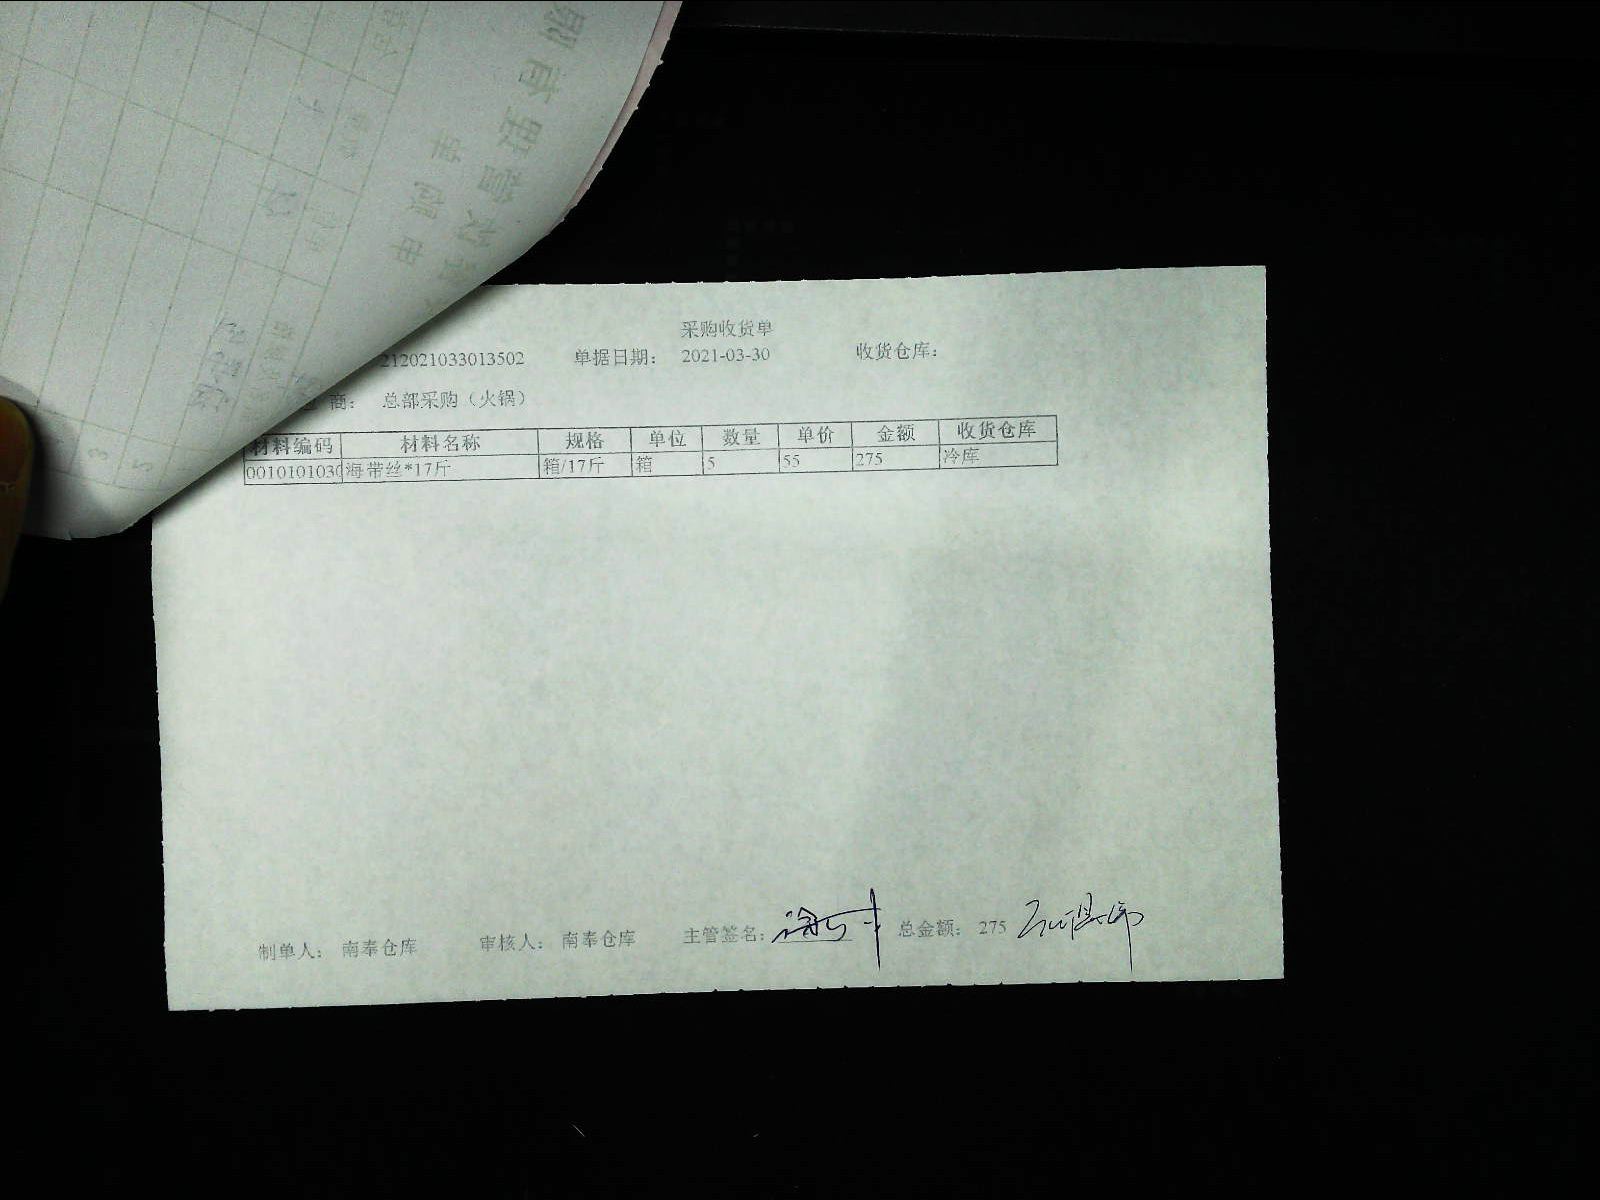 采购收货单
212021033013502 单据日期: 2021-03-30 收货仓库:
商: 总部采购（火锅）
材料编码 材料名称 规格 单位 数量 单价 金额 收货仓库
0010101030 海带丝*17斤 箱/17斤 箱 5 55 275 冷库
制单人: 南奉仓库 审核人: 南奉仓库 主管签名: 总金额: 275